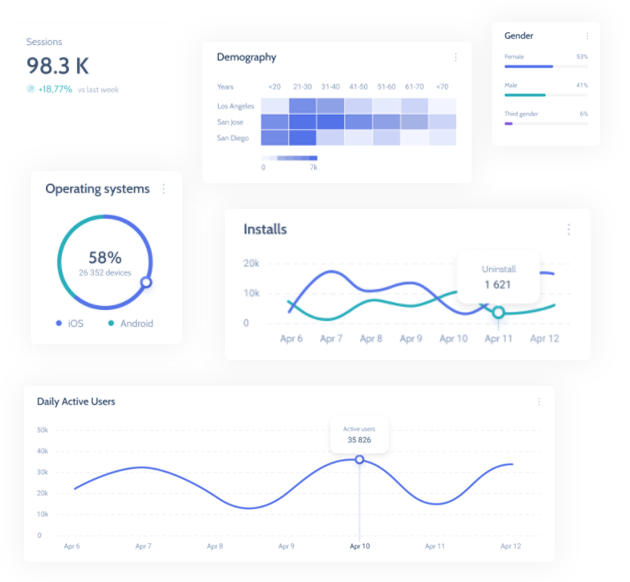 Sessions
98.3 K
+18,77% vs last week
Demography
Years <20 21-30 31-40 41-50 51-60 61-70 <70
Los Angeles
San Jose
San Diego
0 7k
Gender
Female 53%
Male 41%
Third gender 6%
Operating systems
58%
26 352 devices
iOS Android
Installs
20k
10k
0
Uninstall
1 621
Apr 6 Apr 7 Apr 8 Apr 9 Apr 10 Apr 11 Apr 12
Daily Active Users
50k
40k
30k
20k
10k
0
Active users
35 826
Apr 6 Apr 7 Apr 8 Apr 9 Apr 10 Apr 11 Apr 12